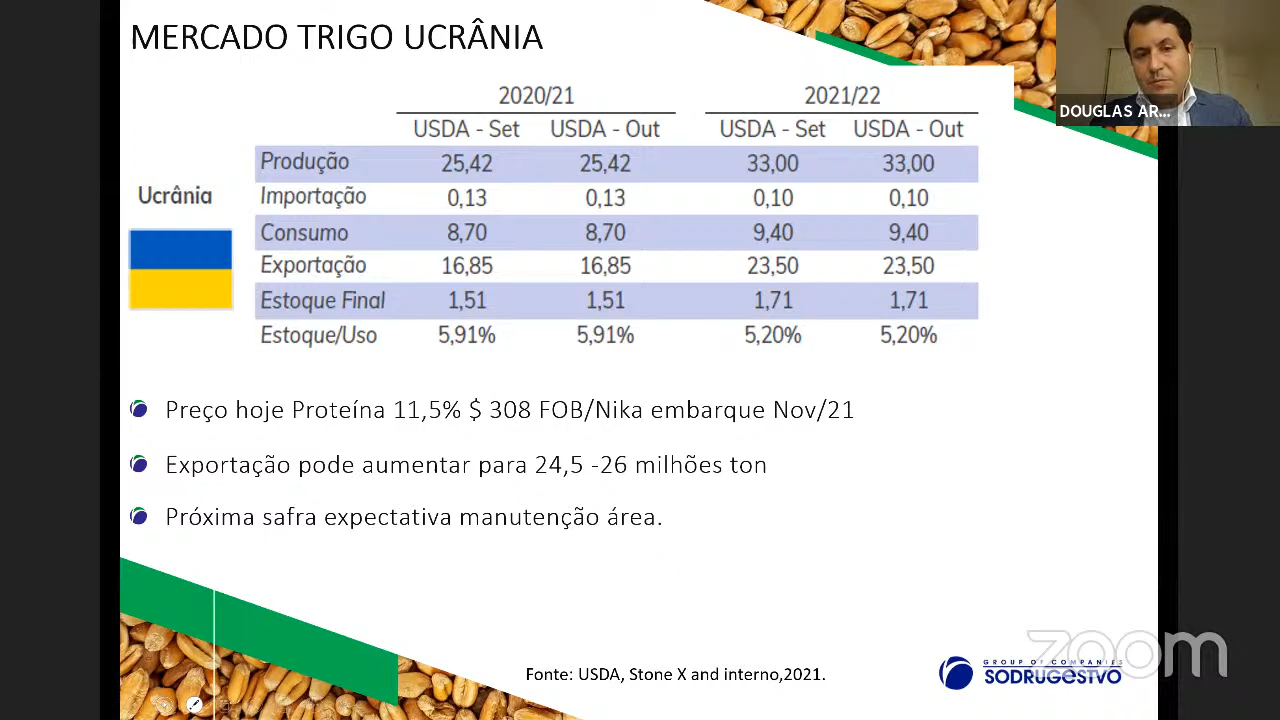 MERCADO TRIGO UCRÂNIA
DOUGLAS AR...
2020/21 2021/22
USDA - Set USDA - Out USDA - Set USDA - Out
Produção 25,42 25,42 33,00 33,00
Ucrânia Importação 0,13 0,13 0,10 0,10
Consumo 8,70 8,70 9,40 9,40
Exportação 16,85 16,85 23,50 23,50
Estoque Final 1,51 1,51 1,71 1,71
Estoque/Uso 5,91% 5,91% 5,20% 5,20%
Preço hoje Proteína 11,5% $ 308 FOB/Nika embarque Nov/21
Exportação pode aumentar para 24,5 -26 milhões ton
Próxima safra expectativa manutenção área.
zoom
Fonte: USDA, Stone X and interno,2021.
GROUP OF COMPANIES
SODRUGESTVO